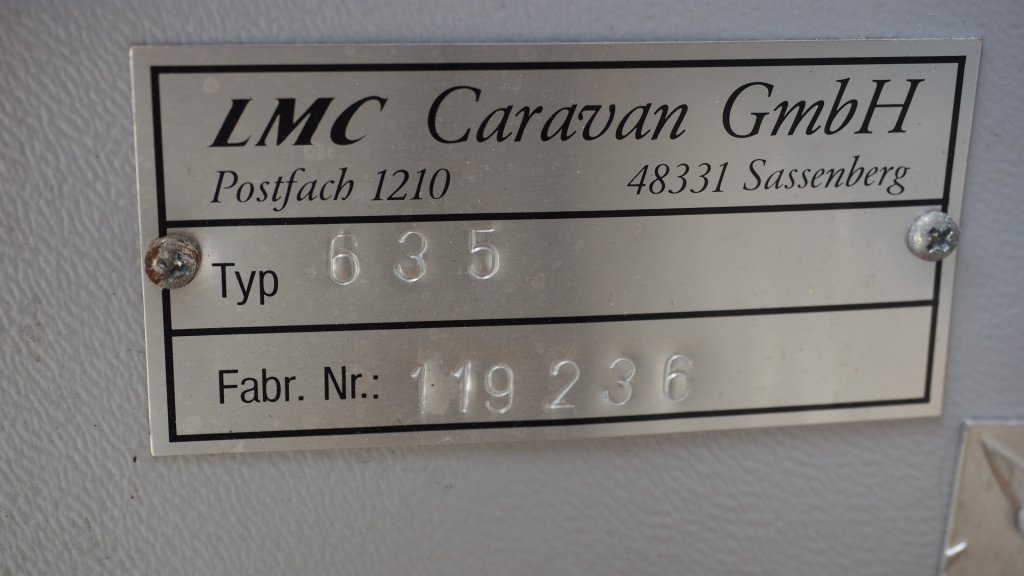 LMC Caravan GmbH
Postfach 1210 48331 Sassenberg
Typ 635
Fabr. Nr.: 119236